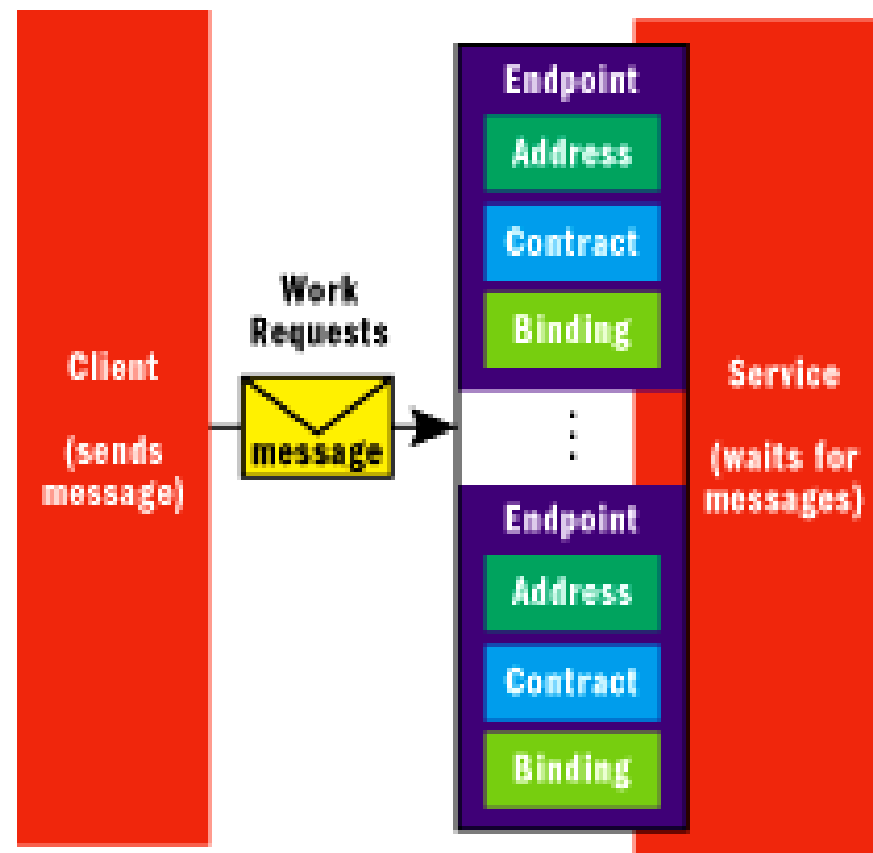 Client
(sends
message)
Work
Requests
message
Endpoint
Address
Contract
Binding
Endpoint
Address
Contract
Binding
Service
(waits for
messages)